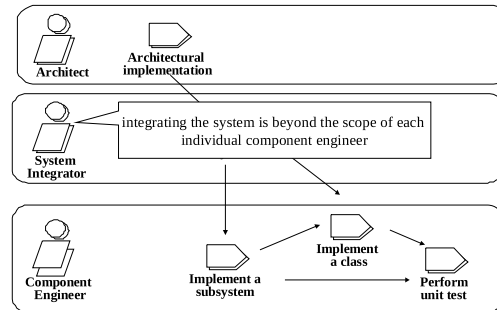 Architect
Architectural
implementation
integrating the system is beyond the scope of each
individual component engineer
System
Integrator
Component
Engineer
Implement a
subsystem
Implement
a class
Perform
unit test